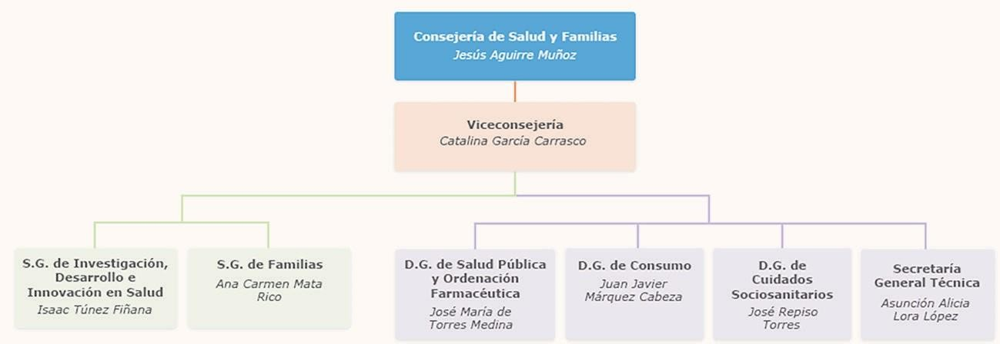 Consejería de Salud y Familias
Jesús Aguirre Muñoz
Viceconsejería
Catalina García Carrasco
S.G. de Investigación,
Desarrollo e
Innovación en Salud
Isaac Túnez Fiñana
S.G. de Familias
Ana Carmen Mata
Rico
D.G. de Salud Pública
y Ordenación
Farmacéutica
José María de
Torres Medina
D.G. de Consumo
Juan Javier
Márquez Cabeza
D.G. de
Cuidados
Sociosanitarios
José Repiso
Torres
Secretaría
General Técnica
Asunción Alicia
Lora López